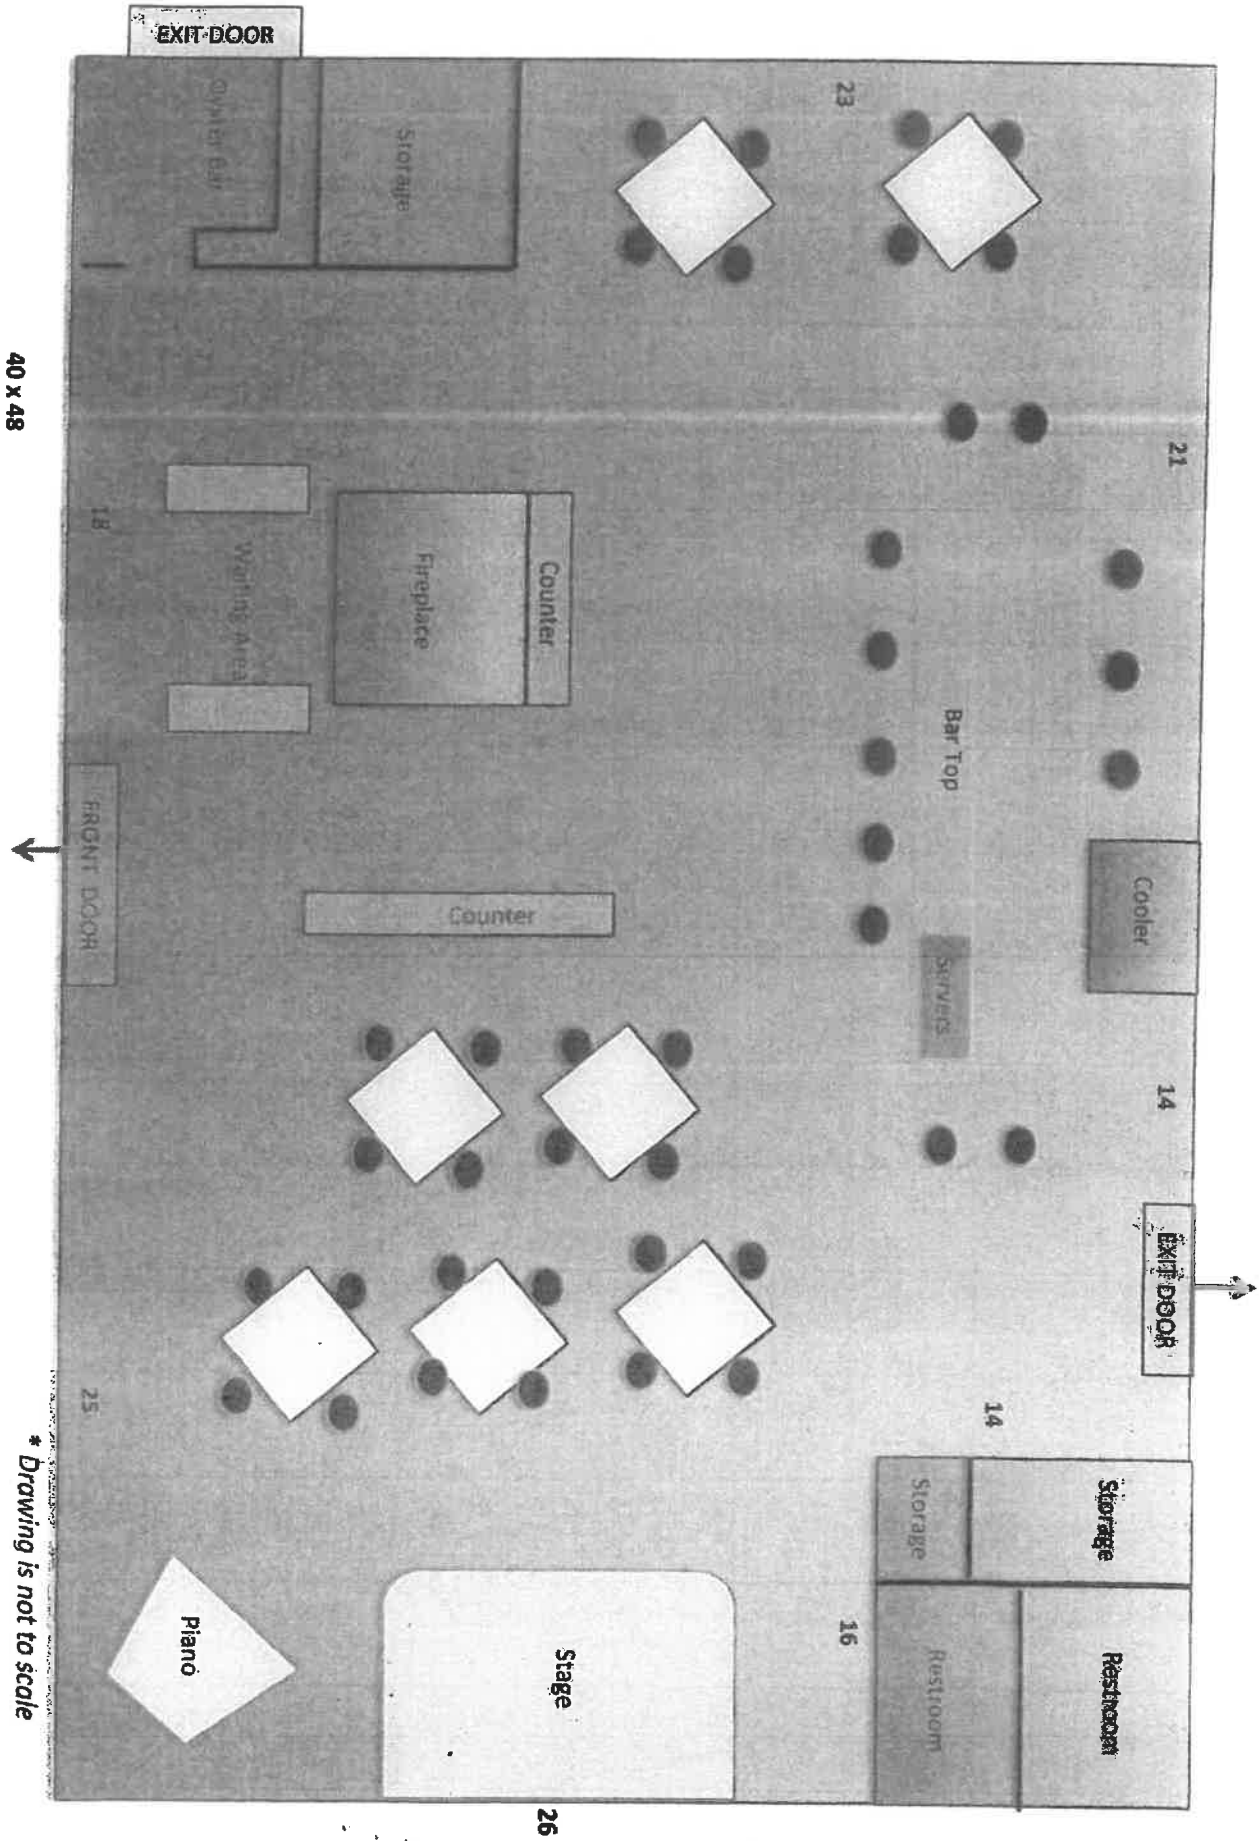 21
14
EXIT DOOR
Cooler
Storage
Restroom
14
Bar Top
Servers
Storage
Restroom
23
16
Counter
Stage
26
Counter
Storage
Fireplace
Waiting Area
Oyster Bar
Piano
EXIT DOOR
18
FRONT DOOR
25
40 x 48
* Drawing is not to scale